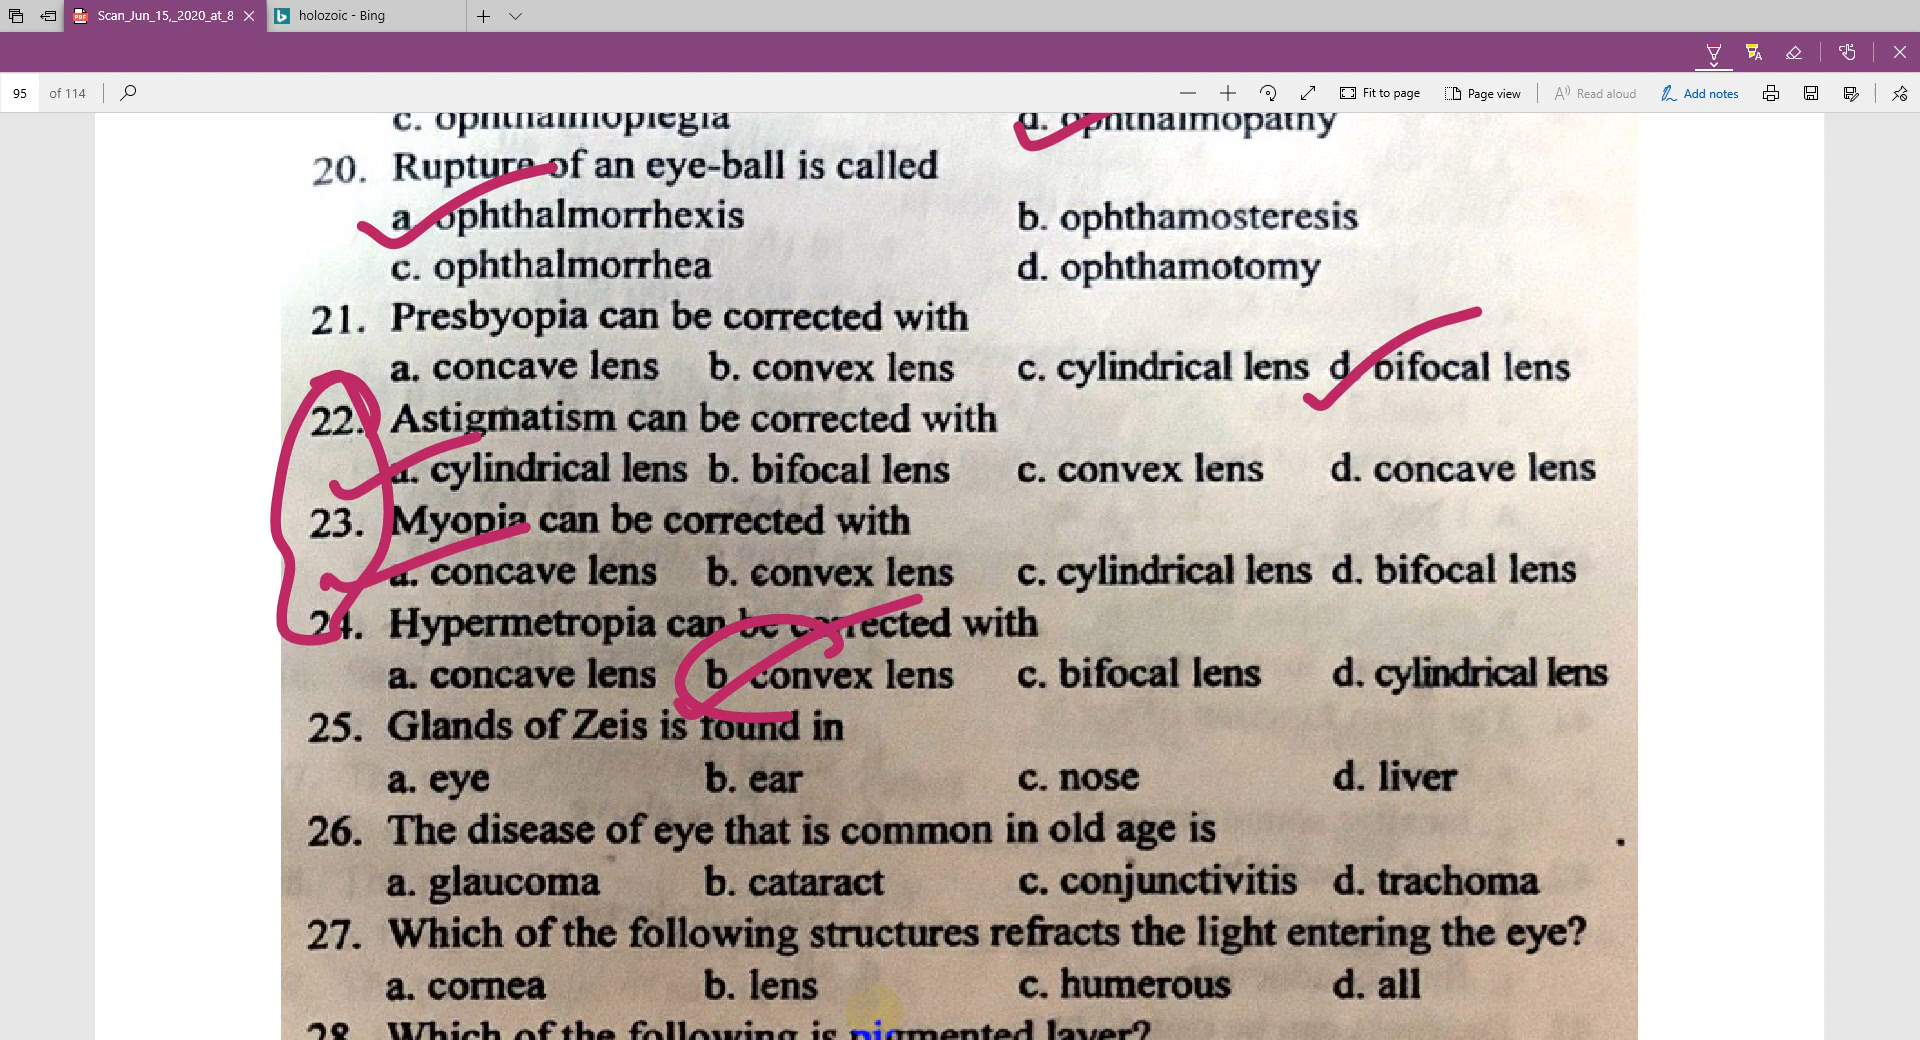 Scan_Jun_15,_2020_at_8
holozoic - Bing
95 of 114
Fit to page
Page view
Read aloud
Add notes
c. ophthalmoplegia d. ophthalmopathy
20. Rupture of an eye-ball is called
a. ophthalmorrhexis b. ophthamosteresis
c. ophthalmorrhea d. ophthamotomy
21. Presbyopia can be corrected with
a. concave lens b. convex lens c. cylindrical lens d. bifocal lens
22. Astigmatism can be corrected with
a. cylindrical lens b. bifocal lens c. convex lens d. concave lens
23. Myopia can be corrected with
a. concave lens b. convex lens c. cylindrical lens d. bifocal lens
24. Hypermetropia can be corrected with
a. concave lens b. convex lens c. bifocal lens d. cylindrical lens
25. Glands of Zeis is found in
a. eye b. ear c. nose d. liver
26. The disease of eye that is common in old age is
a. glaucoma b. cataract c. conjunctivitis d. trachoma
27. Which of the following structures refracts the light entering the eye?
a. cornea b. lens c. humerous d. all
28. Which of the following is pigmented layer?